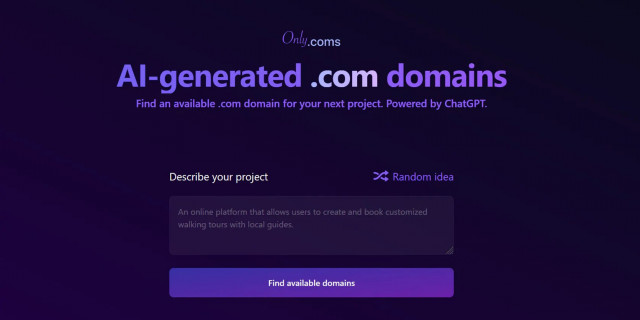 Only.coms
AI-generated .com domains
Find an available .com domain for your next project. Powered by ChatGPT.
Describe your project
Random idea
An online platform that allows users to create and book customized
walking tours with local guides.
Find available domains